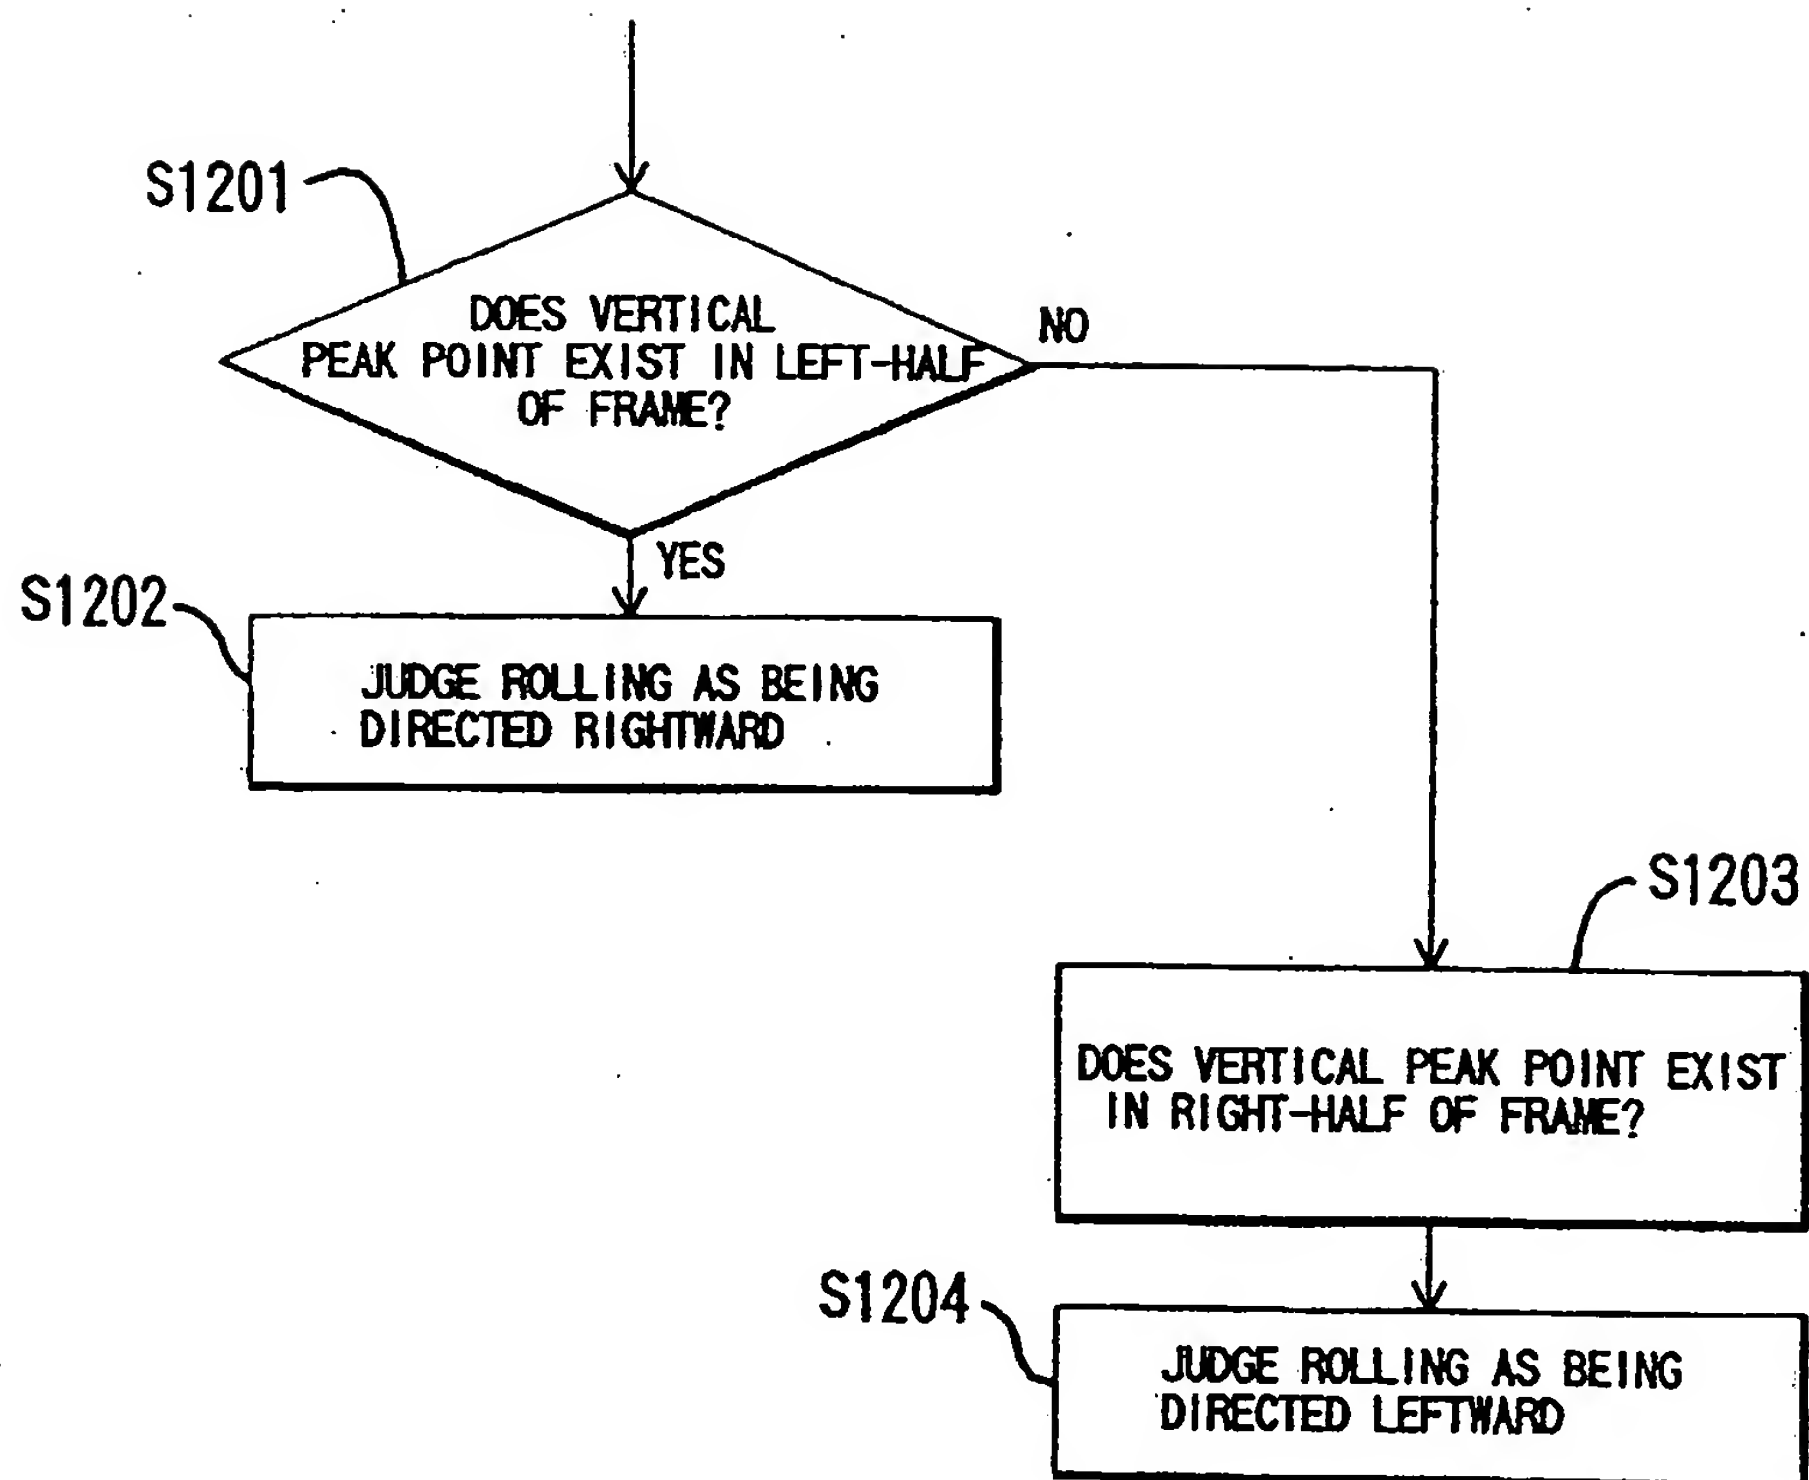 S1201
DOES VERTICAL
PEAK POINT EXIST IN LEFT-HALF
OF FRAME?
NO
YES
S1202
JUDGE ROLLING AS BEING
DIRECTED RIGHTWARD
S1203
DOES VERTICAL PEAK POINT EXIST
IN RIGHT-HALF OF FRAME?
S1204
JUDGE ROLLING AS BEING
DIRECTED LEFTWARD